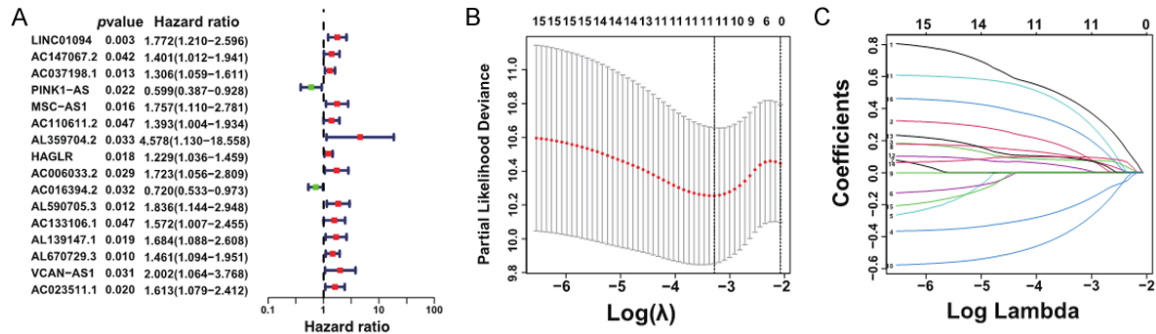 A
pvalue Hazard ratio
LINC01094 0.003 1.772(1.210−2.596)
AC147067.2 0.042 1.401(1.012−1.941)
AC037198.1 0.013 1.306(1.059−1.611)
PINK1−AS 0.022 0.599(0.387−0.928)
MSC−AS1 0.016 1.757(1.110−2.781)
AC110611.2 0.047 1.393(1.004−1.934)
AL359704.2 0.033 4.578(1.130−18.558)
HAGLR 0.018 1.229(1.036−1.459)
AC006033.2 0.029 1.723(1.056−2.809)
AC016394.2 0.032 0.720(0.533−0.973)
AL590705.3 0.012 1.836(1.144−2.948)
AC133106.1 0.047 1.572(1.007−2.455)
AL139147.1 0.019 1.684(1.088−2.608)
AL670729.3 0.010 1.461(1.094−1.951)
VCAN−AS1 0.031 2.002(1.064−3.768)
AC023511.1 0.020 1.613(1.079−2.412)
0.1 1 10 100
Hazard ratio
B
15 15 15 15 14 14 14 13 11 11 11 11 11 10 9 6 0
Partial Likelihood Deviance
11.0
10.8
10.6
10.4
10.2
10.0
9.8
−6 −5 −4 −3 −2
Log(λ)
C
15 14 11 11 0
Coefficients
0.8
0.6
0.4
0.2
0.0
−0.2
−0.4
−0.6
−6 −5 −4 −3 −2
Log Lambda